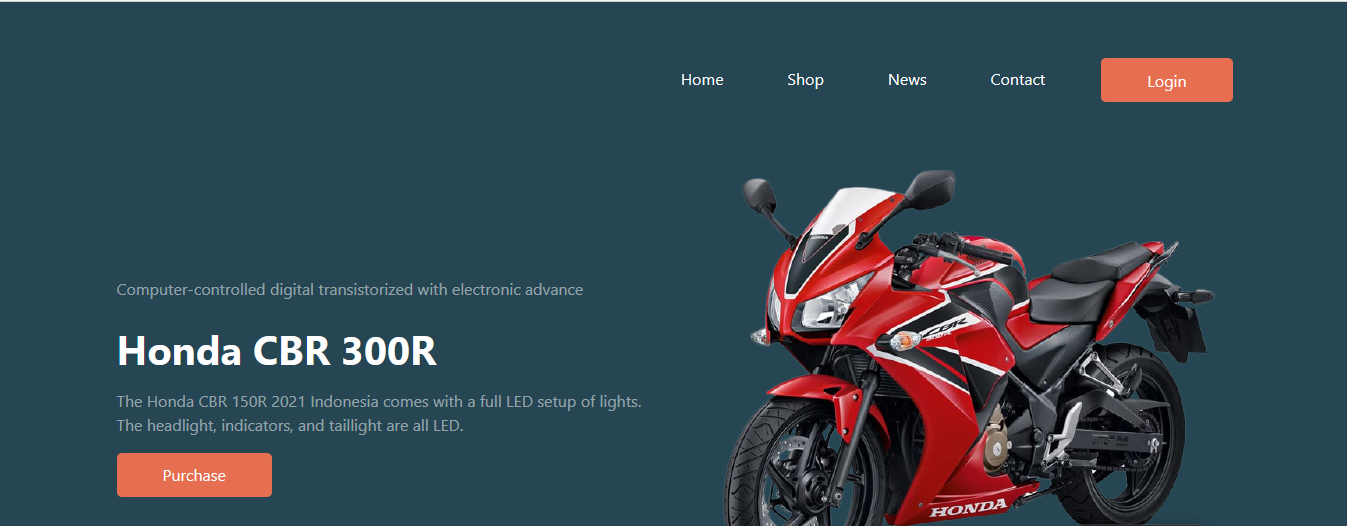 Home Shop News Contact Login
Computer-controlled digital transistorized with electronic advance
Honda CBR 300R
The Honda CBR 150R 2021 Indonesia comes with a full LED setup of lights.
The headlight, indicators, and taillight are all LED.
Purchase
HONDA
CBR
HONDA